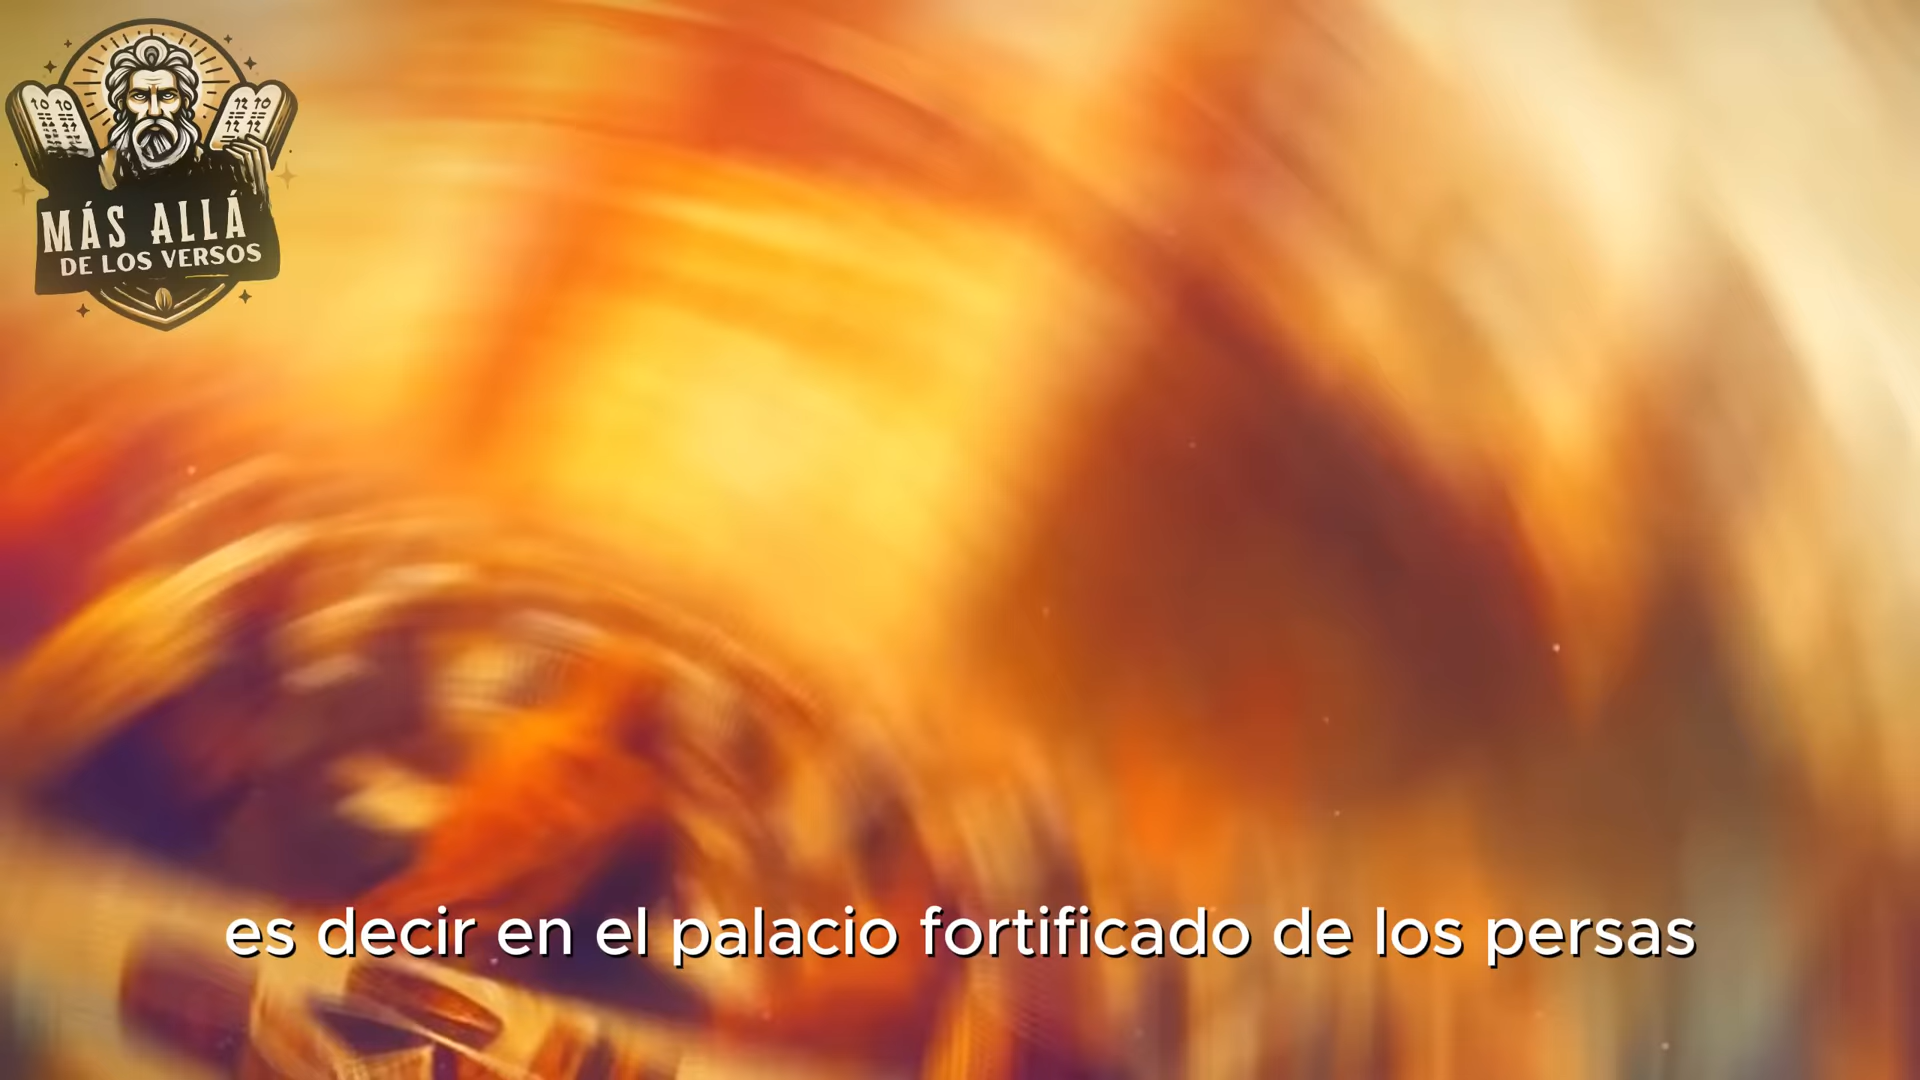 MÁS ALLÁ
DE LOS VERSOS
es decir en el palacio fortificado de los persas